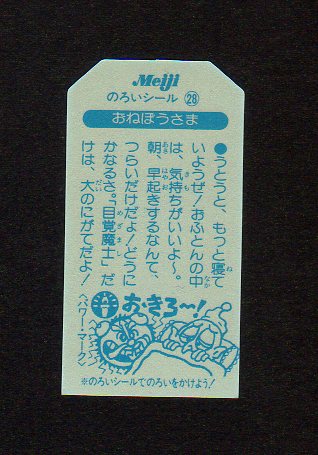 Meiji
のろいシール 28
おねぼうさま
●うとうと、もっと寝て
いようぜ!おふとんの中
は、気持ちがいいよ〜。
朝、早起きするなんて、
つらいだけだよ!どうに
かなるさ。「目覚魔士」だ
けは、大のにがてだよ!
おきろ〜!
<パワー・マーク>
※のろいシールでのろいをかけよう!